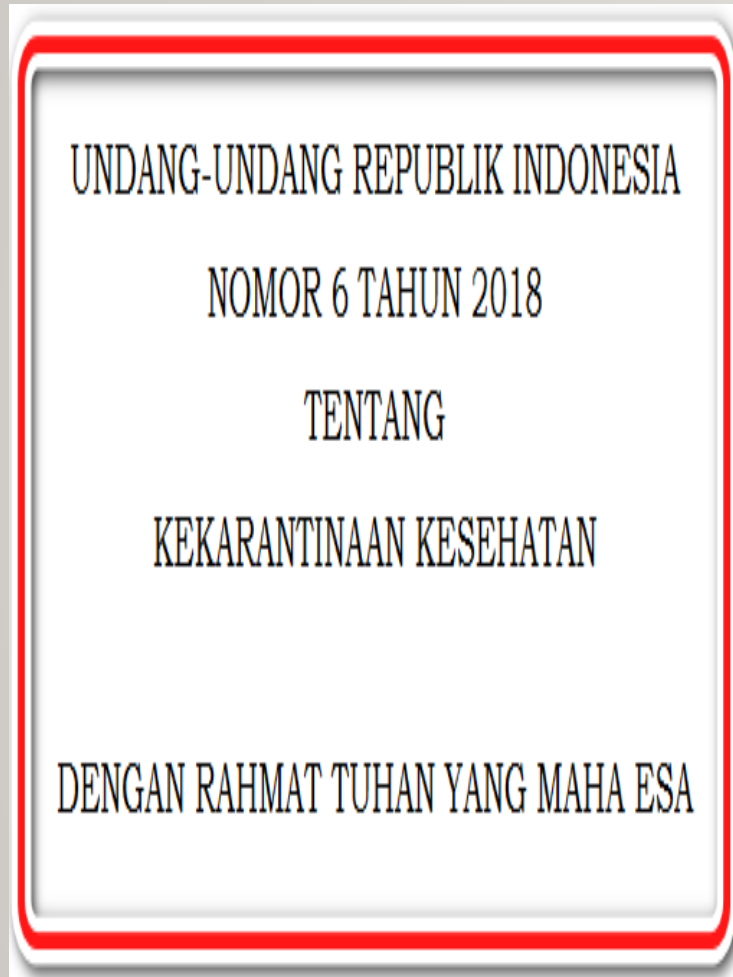 UNDANG-UNDANG REPUBLIK INDONESIA
NOMOR 6 TAHUN 2018
TENTANG
KEKARANTINAAN KESEHATAN
DENGAN RAHMAT TUHAN YANG MAHA ESA